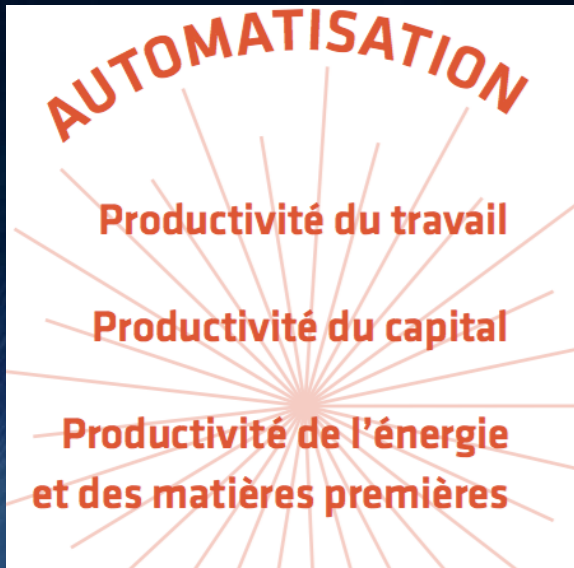 AUTOMATISATION
Productivité du travail
Productivité du capital
Productivité de l’énergie
et des matières premières